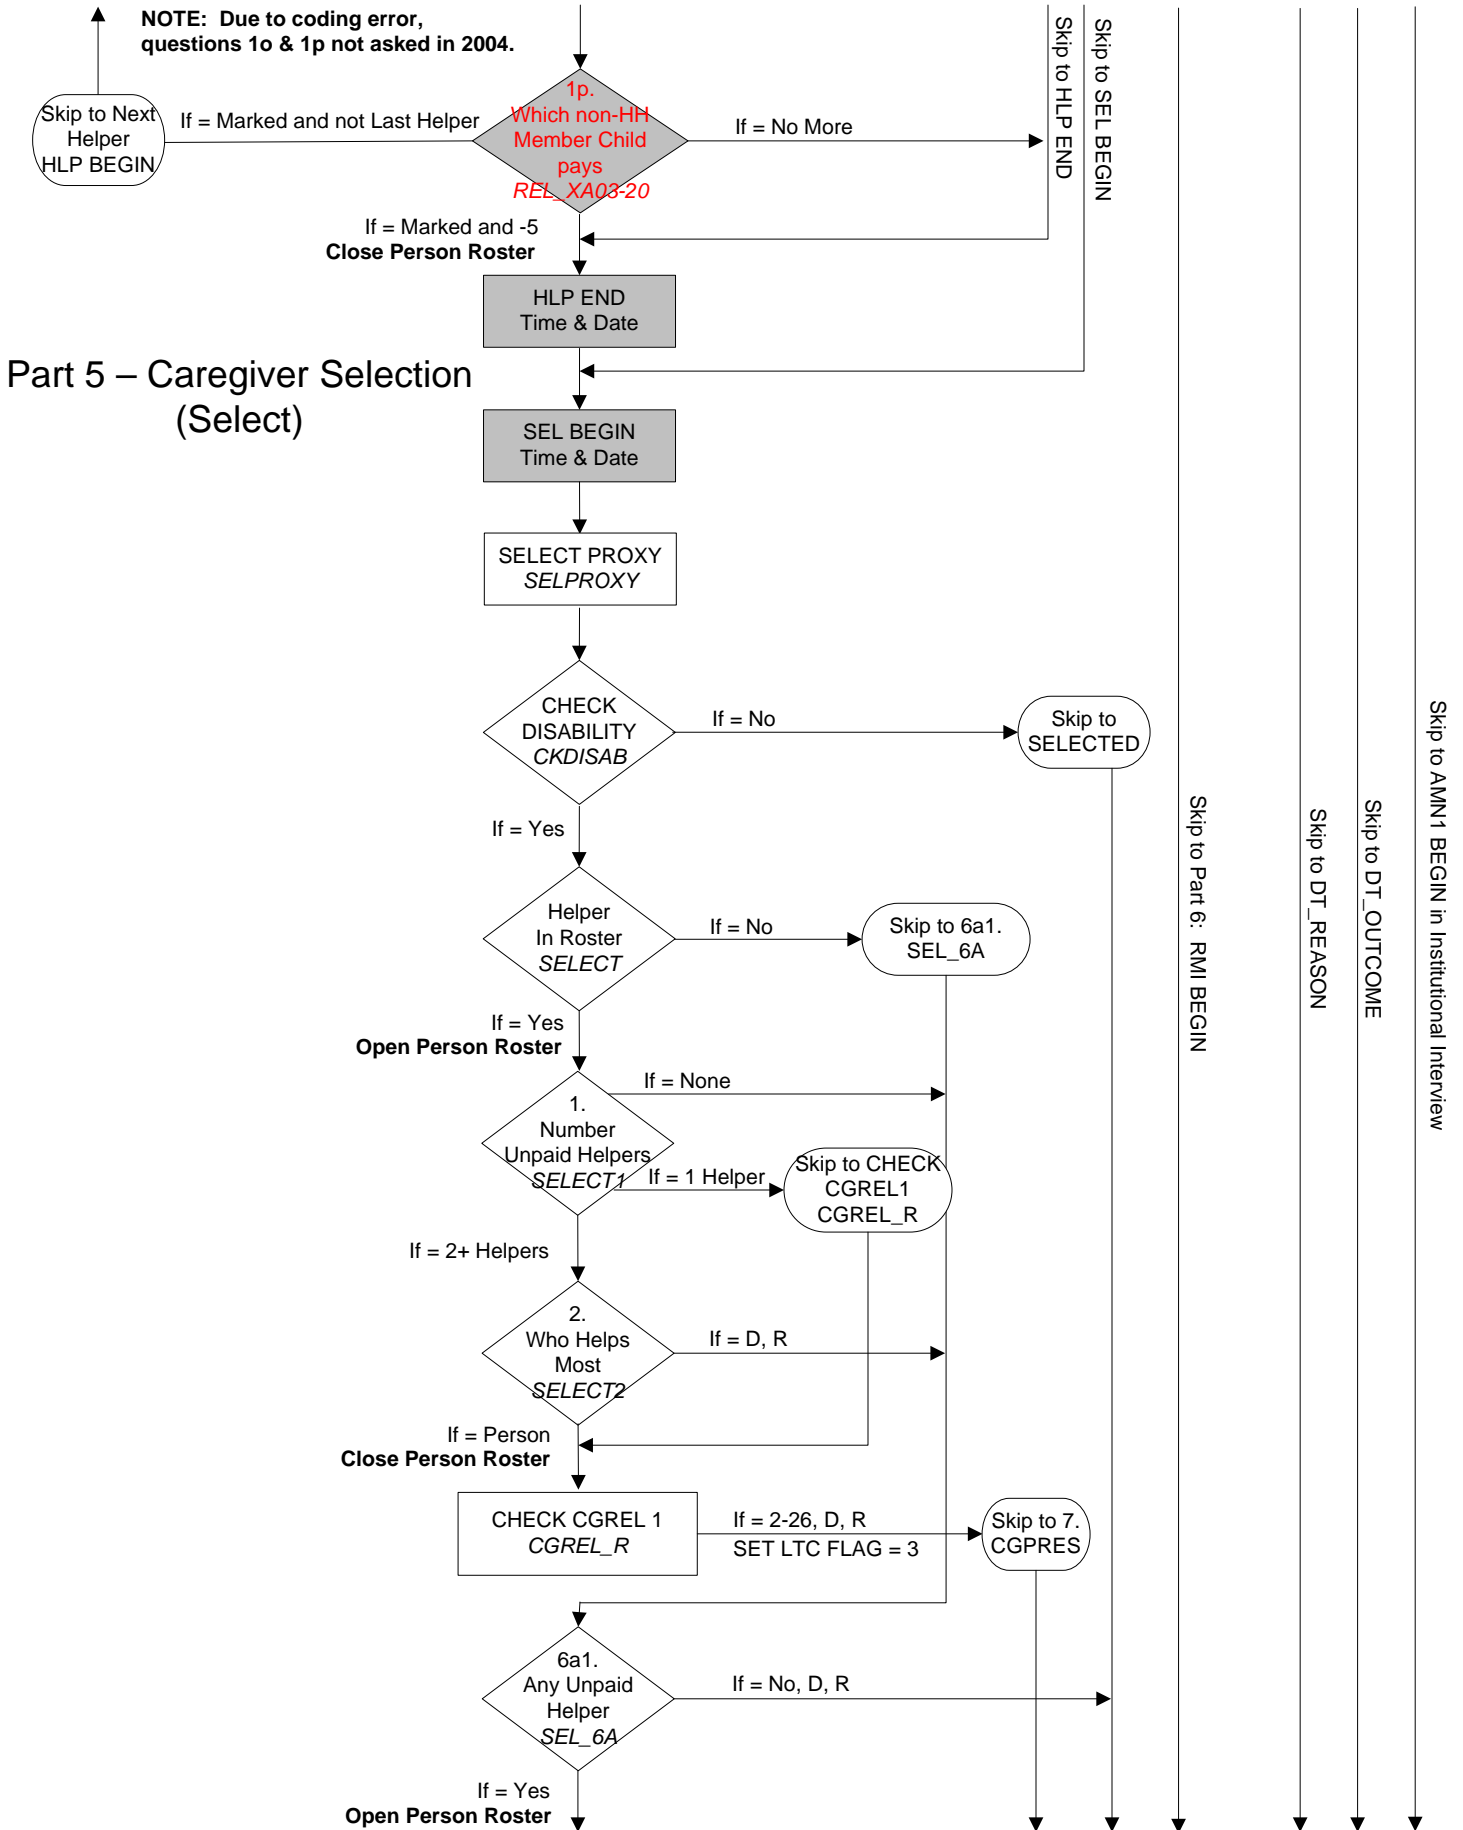 NOTE:  Due to coding error,
questions 1o & 1p not asked in 2004.
Skip to HLP END
Skip to SEL BEGIN
Skip to Next
Helper
HLP BEGIN
If = Marked and not Last Helper
1p.
Which non-HH
Member Child
pays
REL_XA03-20
If = No More
If = Marked and -5
Close Person Roster
HLP END
Time & Date
Part 5 – Caregiver Selection
(Select)
SEL BEGIN
Time & Date
SELECT PROXY
SELPROXY
CHECK
DISABILITY
CKDISAB
If = No
Skip to
SELECTED
If = Yes
Helper
In Roster
SELECT
If = No
Skip to 6a1.
SEL_6A
If = Yes
Open Person Roster
If = None
1.
Number
Unpaid Helpers
SELECT1
If = 1 Helper
Skip to CHECK
CGREL1
CGREL_R
If = 2+ Helpers
2.
Who Helps
Most
SELECT2
If = D, R
If = Person
Close Person Roster
CHECK CGREL 1
CGREL_R
If = 2-26, D, R
SET LTC FLAG = 3
Skip to 7.
CGPRES
6a1.
Any Unpaid
Helper
SEL_6A
If = No, D, R
If = Yes
Open Person Roster
Skip to Part 6:  RMI BEGIN
Skip to DT_REASON
Skip to DT_OUTCOME
Skip to AMN1 BEGIN in Institutional Interview